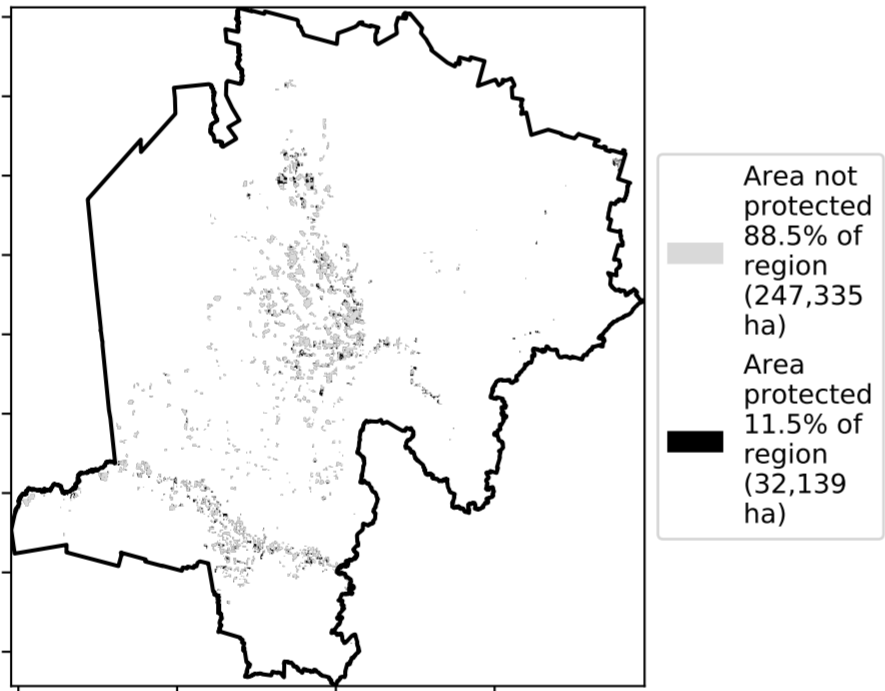 Area not
protected
88.5% of
region
(247,335
ha)
Area
protected
11.5% of
region
(32,139
ha)